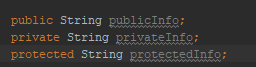 public String publicInfo;
private String privateInfo;
protected String protectedInfo;